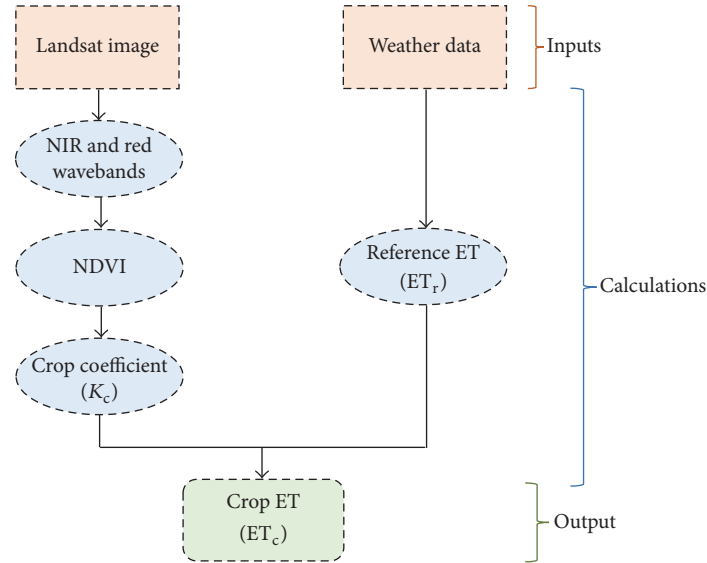 Landsat image
Weather data
Inputs
NIR and red
wavebands
NDVI
Reference ET
(ETr)
Calculations
Crop coefficient
(Kc)
Crop ET
(ETc)
Output